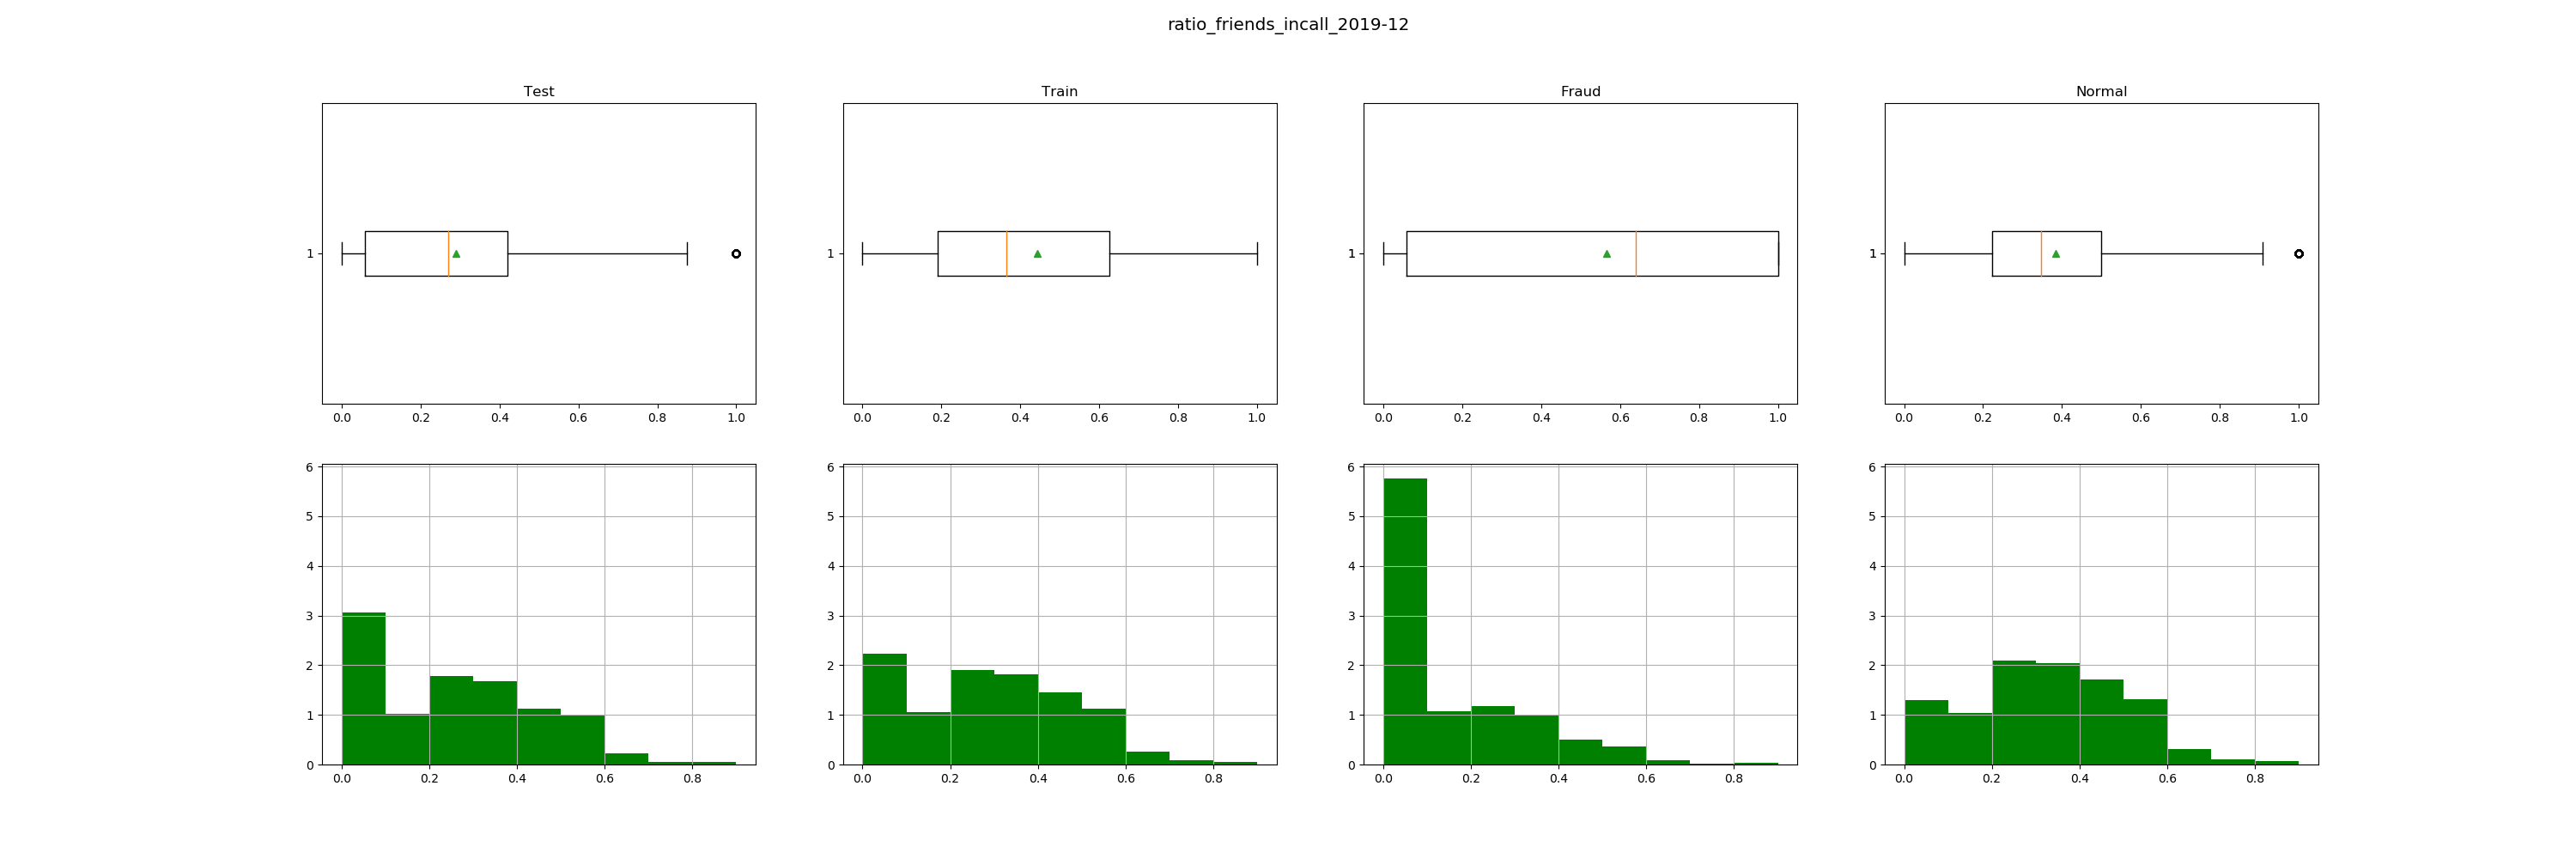 ratio_friends_incall_2019-12
Test Train Fraud Normal
1 1 1 1
0.0 0.2 0.4 0.6 0.8 1.0 0.0 0.2 0.4 0.6 0.8 1.0 0.0 0.2 0.4 0.6 0.8 1.0 0.0 0.2 0.4 0.6 0.8 1.0
6 6 6 6
5 5 5 5
4 4 4 4
3 3 3 3
2 2 2 2
1 1 1 1
0 0 0 0
0.0 0.2 0.4 0.6 0.8 0.0 0.2 0.4 0.6 0.8 0.0 0.2 0.4 0.6 0.8 0.0 0.2 0.4 0.6 0.8